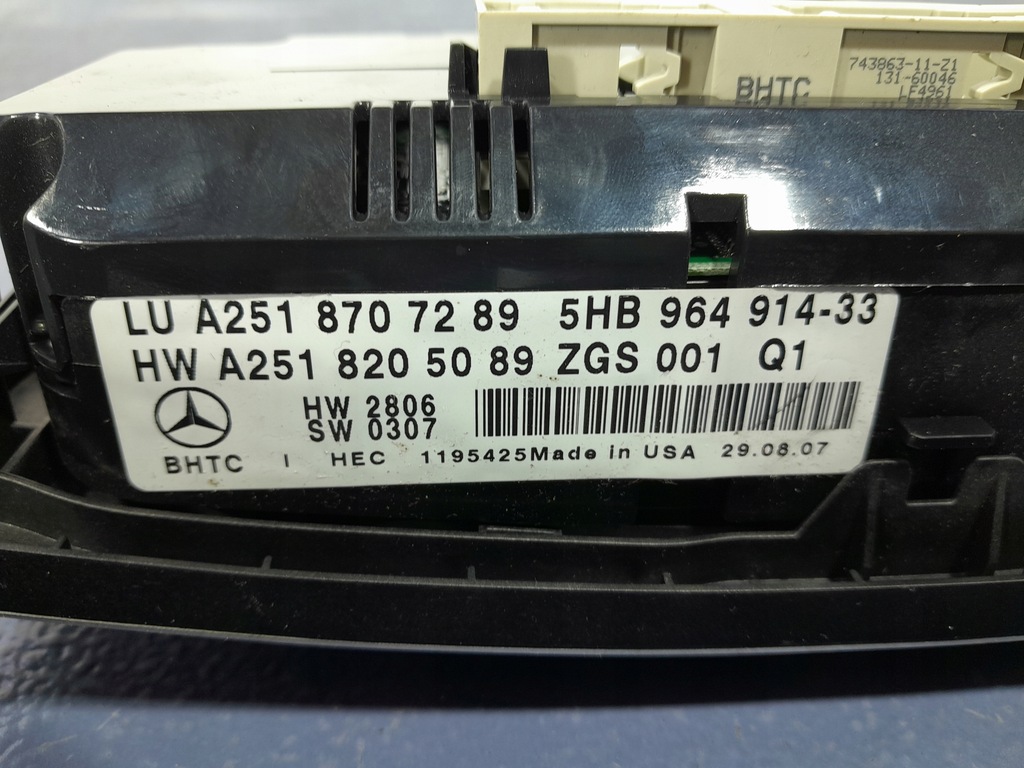 BHTC
743863-11-Z1
131-60046
LF4961
LU A251 870 72 89 5HB 964 914-33
HW A251 820 50 89 ZGS 001 Q1
HW 2806
SW 0307
BHTC I HEC 1195425Made in USA 29.08.07